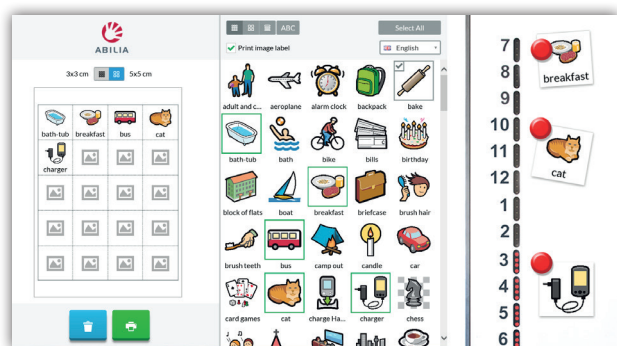 ABILIA
3x3 cm
5x5 cm
bath-tub
breakfast
bus
cat
charger
ABC
Select All
Print image label
English
adult and c...
aeroplane
alarm clock
backpack
bake
bath-tub
bath
bike
bills
birthday
block of flats
boat
breakfast
briefcase
brush hair
brush teeth
bus
camp out
candle
car
card games
cat
charge Ha...
charger
chess
7
8
9
10
11
12
1
2
3
4
5
6
breakfast
cat